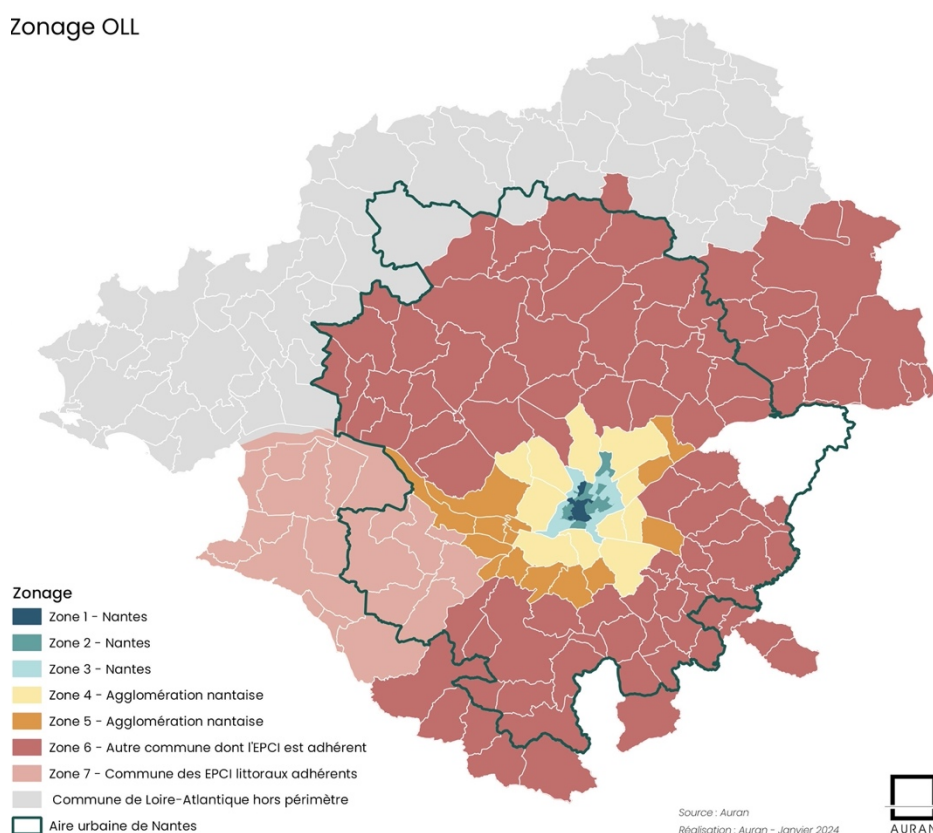 Zonage OLL
Zonage
Zone 1 - Nantes
Zone 2 - Nantes
Zone 3 - Nantes
Zone 4 - Agglomération nantaise
Zone 5 - Agglomération nantaise
Zone 6 - Autre commune dont l'EPCI est adhérent
Zone 7 - Commune des EPCI littoraux adhérents
Commune de Loire-Atlantique hors périmètre
Aire urbaine de Nantes
Source : Auran
Réalisation : Auran - Janvier 2024
AURAN